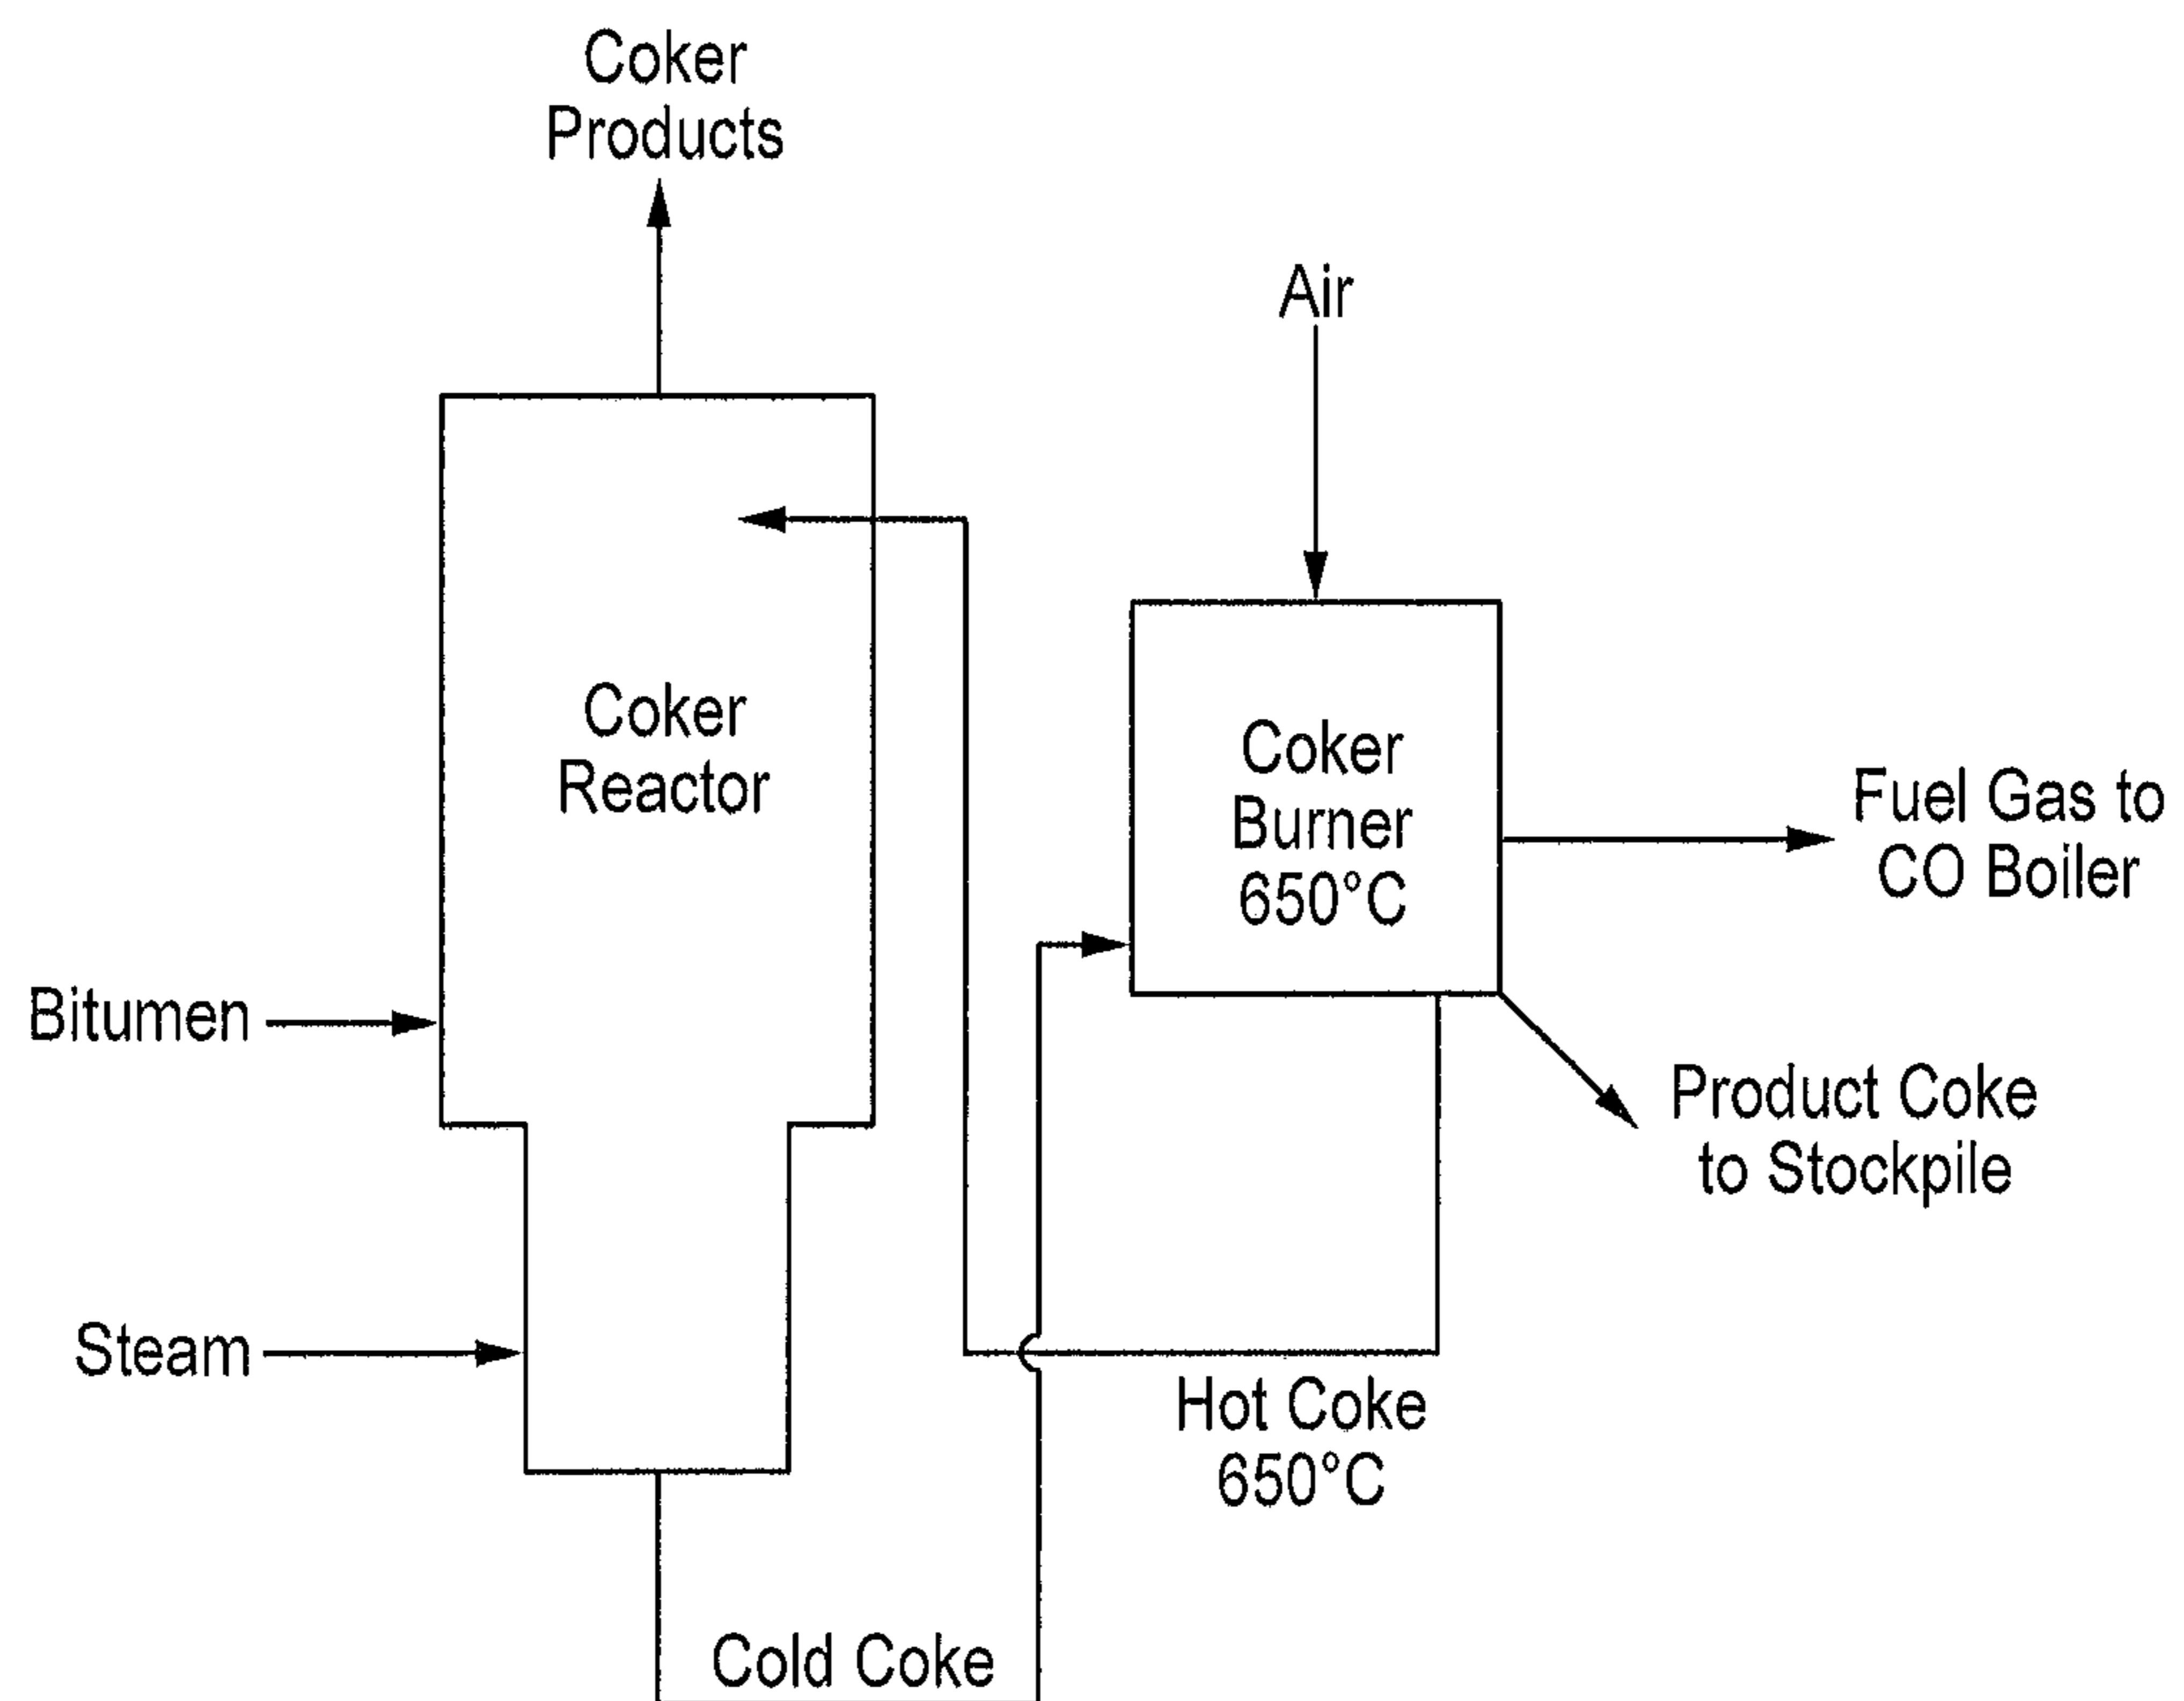 Coker
Products
Air
Coker
Reactor
Coker
Burner
650°C
Fuel Gas to
CO Boiler
Bitumen
Product Coke
to Stockpile
Steam
Hot Coke
650°C
Cold Coke